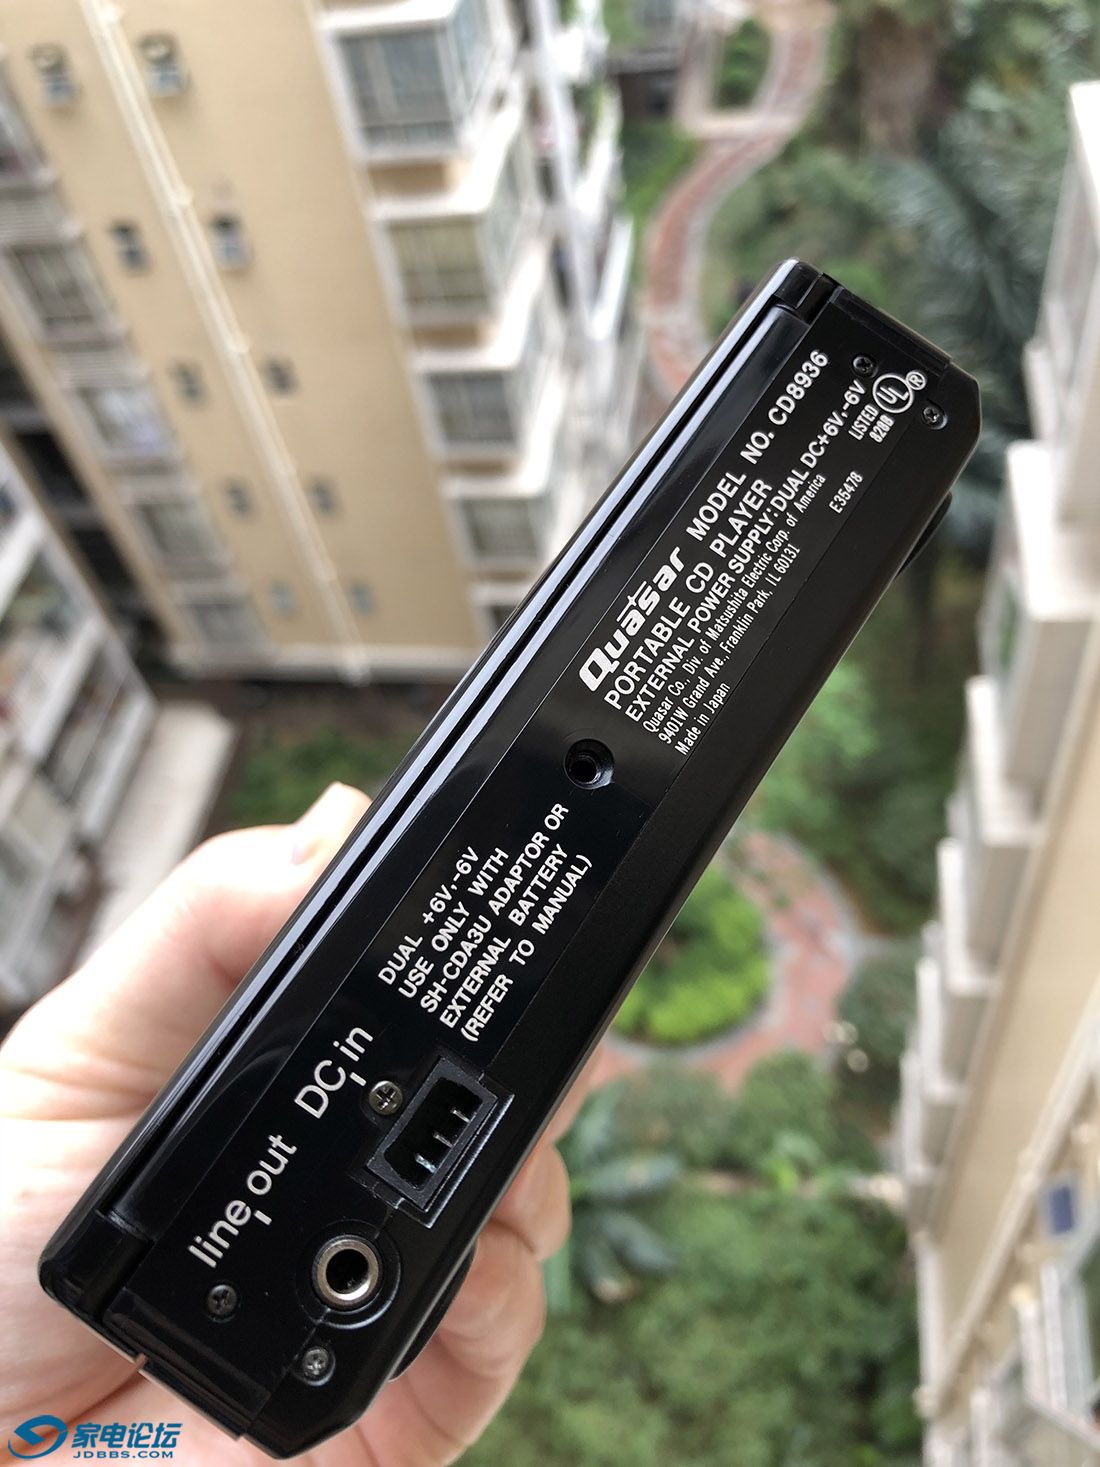 Quasar MODEL NO. CD8936
PORTABLE CD PLAYER
EXTERNAL POWER SUPPLY: DUAL DC+6V,-6V
Quasar Co., Div. of Matsushita Electric Corp. of America
9401W Grand Ave., Franklin Park, IL 60131
Made in Japan
E35478
LISTED
828D
UL®
DUAL +6V,-6V
USE ONLY WITH
SH-CDA3U ADAPTOR OR
EXTERNAL BATTERY
(REFER TO MANUAL)
DC in
line out
家电论坛
JDBBS.COM